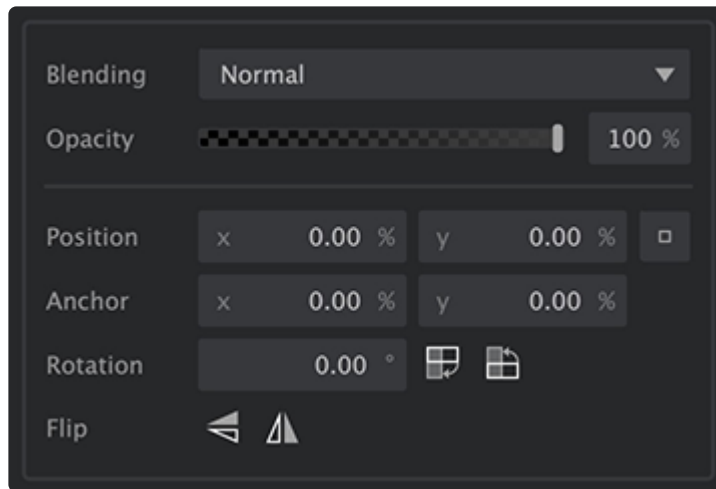 Blending Normal
Opacity 100 %
Position x 0.00 % y 0.00 %
Anchor x 0.00 % y 0.00 %
Rotation 0.00 °
Flip